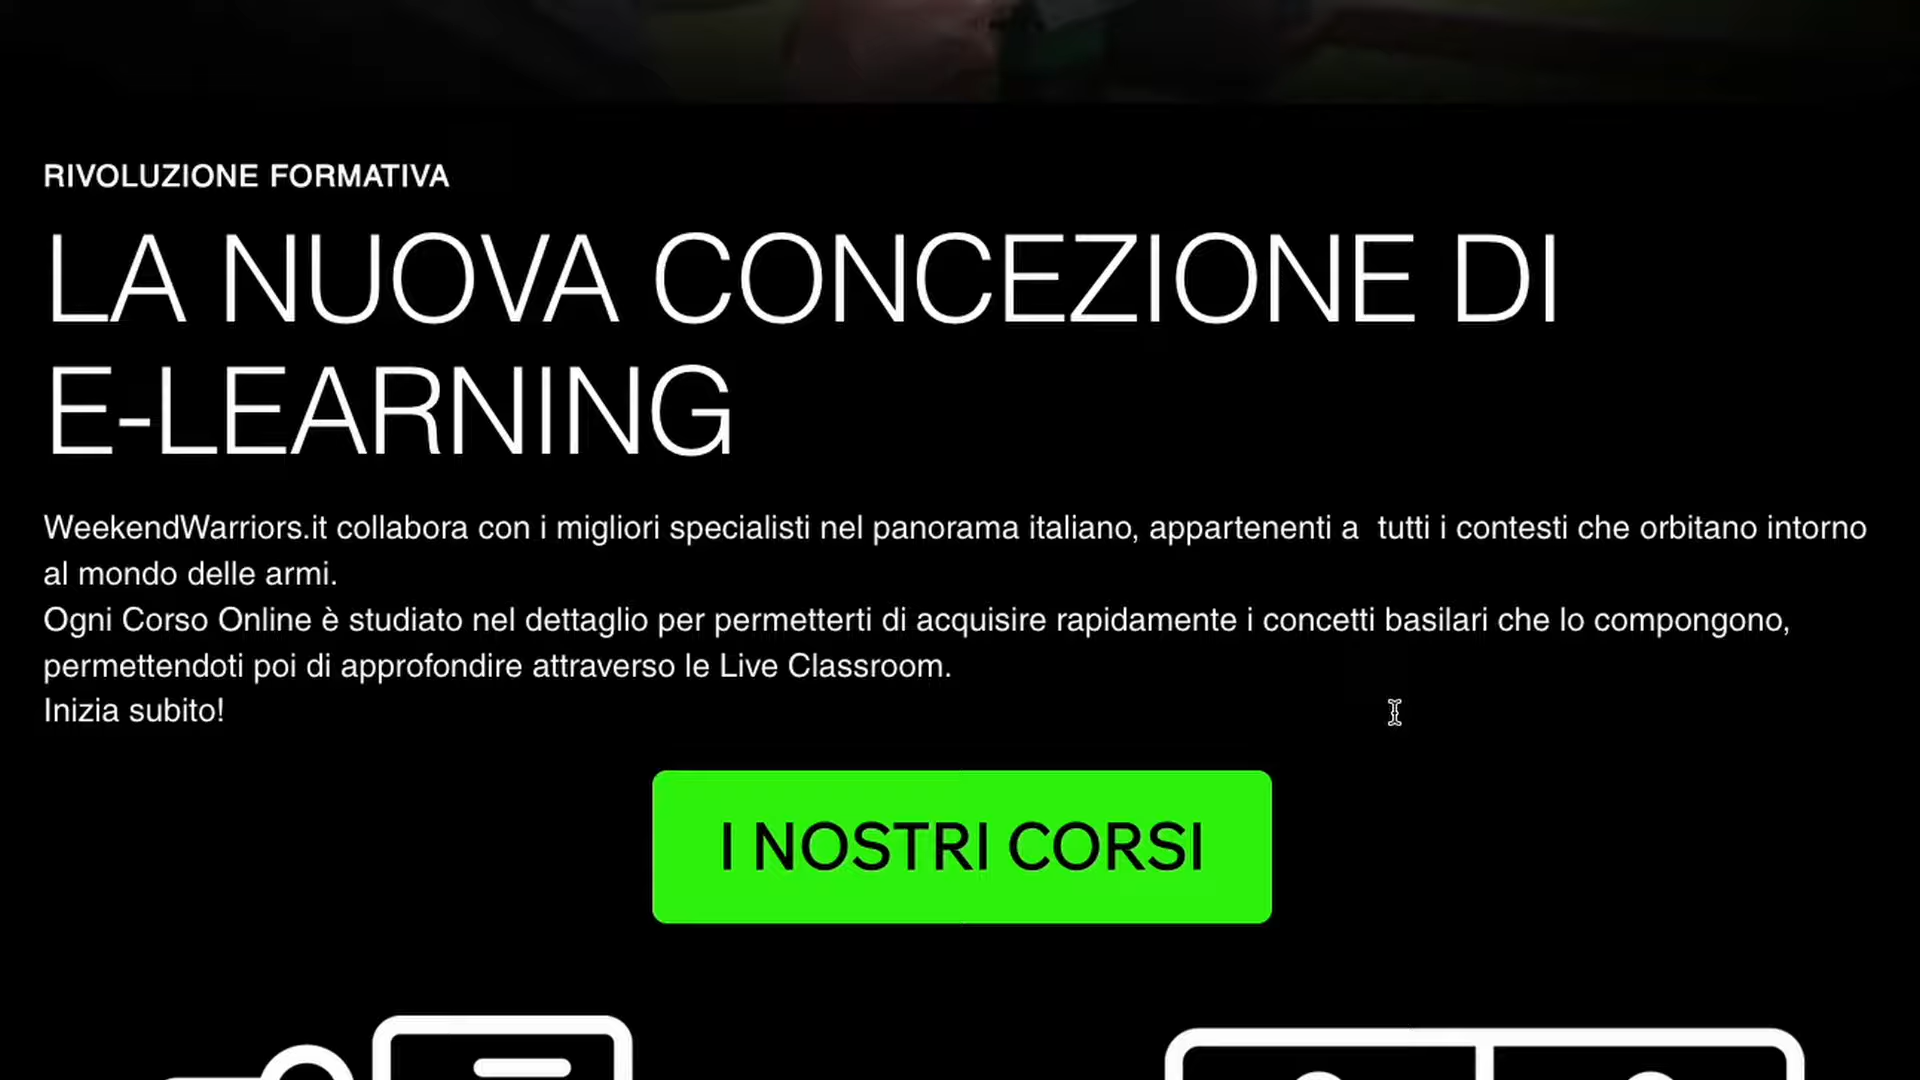 RIVOLUZIONE FORMATIVA
LA NUOVA CONCEZIONE DI
E-LEARNING
WeekendWarriors.it collabora con i migliori specialisti nel panorama italiano, appartenenti a  tutti i contesti che orbitano intorno
al mondo delle armi.
Ogni Corso Online è studiato nel dettaglio per permetterti di acquisire rapidamente i concetti basilari che lo compongono,
permettendoti poi di approfondire attraverso le Live Classroom.
Inizia subito!
I NOSTRI CORSI